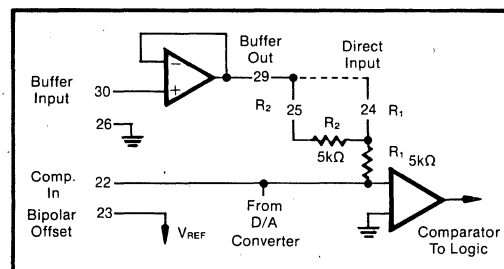 Buffer Out
Direct Input
29
Buffer Input
30
−
+
R2
25
24
R1
26
R2
5kΩ
R1
5kΩ
Comp. In
22
Bipolar Offset
23
VREF
From D/A Converter
Comparator To Logic